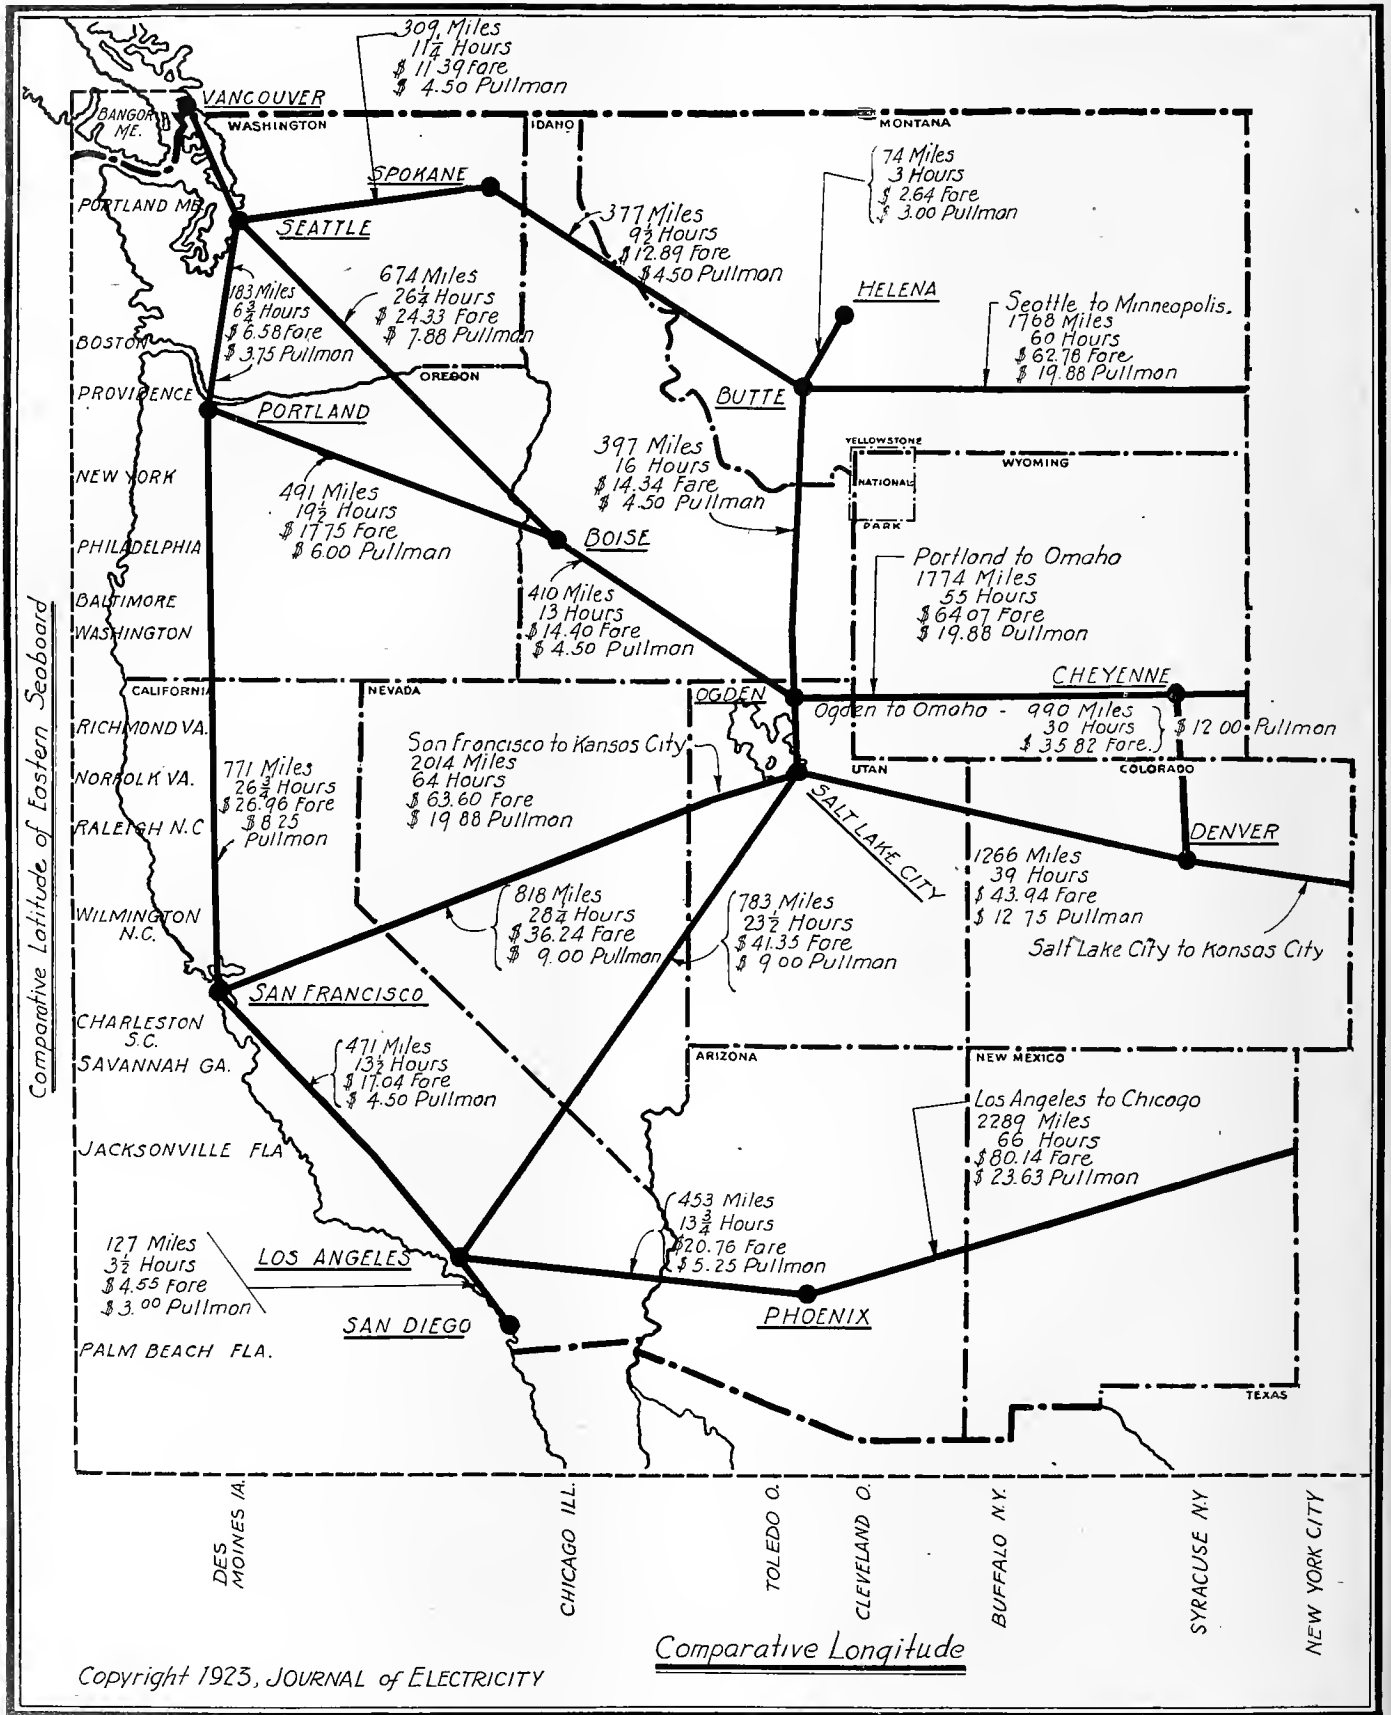 309 Miles
11¼ Hours
$ 11 39 Fare
$ 4.50 Pullman
VANCOUVER
BANGOR
ME.
WASHINGTON
IDAHO
MONTANA
SPOKANE
74 Miles
3 Hours
$ 2.64 Fare
$ 3.00 Pullman
PORTLAND ME.
SEATTLE
377 Miles
9½ Hours
$12.89 Fare
$4.50 Pullman
183 Miles
6¾ Hours
$6.58 Fare
$3.75 Pullman
674 Miles
26¼ Hours
$ 24.33 Fare
$ 7.88 Pullman
HELENA
Seattle to Minneapolis.
1768 Miles
60 Hours
$ 62.78 Fare
$ 19.88 Pullman
BOSTON
OREGON
PROVIDENCE
PORTLAND
BUTTE
397 Miles
16 Hours
$ 14.34 Fare
$ 4.50 Pullman
YELLOWSTONE
NATIONAL
PARK
WYOMING
NEW YORK
491 Miles
19½ Hours
$ 17.75 Fare
$ 6.00 Pullman
PHILADELPHIA
BOISE
Portland to Omaha
1774 Miles
55 Hours
$64 07 Fare
$ 19.88 Pullman
BALTIMORE
WASHINGTON
410 Miles
13 Hours
$14.40 Fare
$ 4.50 Pullman
CHEYENNE
CALIFORNIA
NEVADA
OGDEN
Ogden to Omaha - 990 Miles
30 Hours
$ 35.82 Fare.
$ 12 00 Pullman
RICHMOND VA.
San Francisco to Kansas City
2014 Miles
64 Hours
$ 63.60 Fare
$ 19 88 Pullman
UTAN
COLORADO
NORFOLK VA.
771 Miles
26¾ Hours
$26.96 Fare
$8.25
Pullman
SALT LAKE CITY
RALEIGH N.C
DENVER
1266 Miles
39 Hours
$ 43.94 Fare
$ 12 75 Pullman
Salt Lake City to Kansas City
WILMINGTON
N.C.
818 Miles
28¼ Hours
$ 36.24 Fare
$ 9.00 Pullman
783 Miles
23½ Hours
$ 41.35 Fare
$ 9 00 Pullman
SAN FRANCISCO
CHARLESTON
S.C.
SAVANNAH GA.
471 Miles
13½ Hours
$ 17.04 Fare
$ 4.50 Pullman
ARIZONA
NEW MEXICO
Los Angeles to Chicago
2289 Miles
66 Hours
$80.14 Fare
$ 23.63 Pullman
JACKSONVILLE FLA
453 Miles
13¾ Hours
$20.76 Fare
$5.25 Pullman
127 Miles
3½ Hours
$4.55 Fare
$3.00 Pullman
LOS ANGELES
SAN DIEGO
PHOENIX
PALM BEACH FLA.
TEXAS
Comparative Latitude of Eastern Seaboard
DES
MOINES IA.
CHICAGO ILL.
TOLEDO O.
CLEVELAND O.
BUFFALO N.Y.
SYRACUSE N.Y
NEW YORK CITY
Comparative Longitude
Copyright 1923, JOURNAL of ELECTRICITY